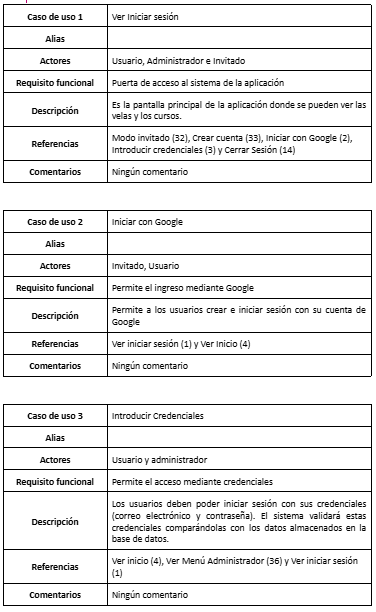 Caso de uso 1 Ver Iniciar sesión
Alias
Actores Usuario, Administrador e Invitado
Requisito funcional Puerta de acceso al sistema de la aplicación
Descripción Es la pantalla principal de la aplicación donde se pueden ver las
velas y los cursos.
Referencias Modo invitado (32), Crear cuenta (33), Iniciar con Google (2),
Introducir credenciales (3) y Cerrar Sesión (14)
Comentarios Ningún comentario
Caso de uso 2 Iniciar con Google
Alias
Actores Invitado, Usuario
Requisito funcional Permite el ingreso mediante Google
Descripción Permite a los usuarios crear e iniciar sesión con su cuenta de
Google
Referencias Ver iniciar sesión (1) y Ver Inicio (4)
Comentarios Ningún comentario
Caso de uso 3 Introducir Credenciales
Alias
Actores Usuario y administrador
Requisito funcional Permite el acceso mediante credenciales
Descripción Los usuarios deben poder iniciar sesión con sus credenciales
(correo electrónico y contraseña). El sistema validará estas
credenciales comparándolas con los datos almacenados en la
base de datos.
Referencias Ver inicio (4), Ver Menú Administrador (36) y Ver iniciar sesión
(1)
Comentarios Ningún comentario